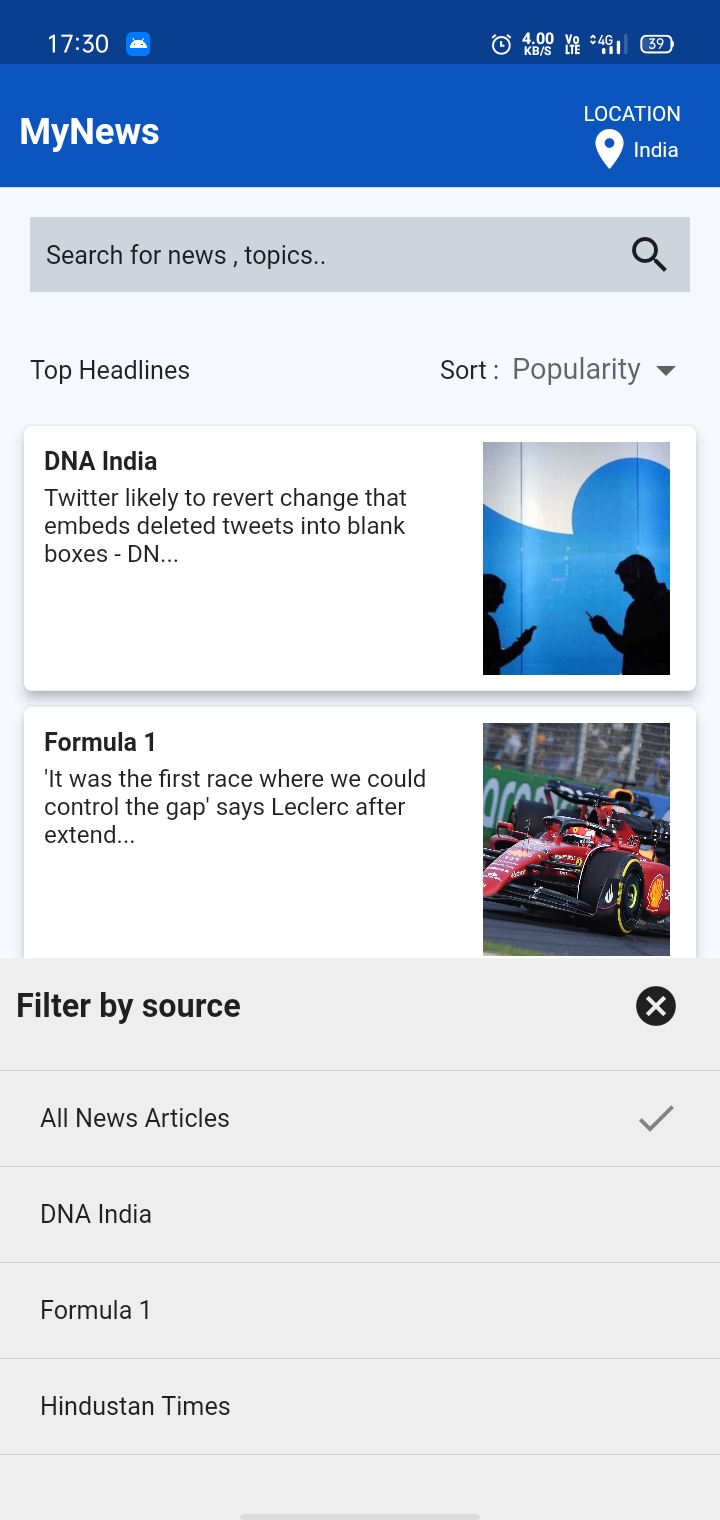 17:30
4.00 KB/S Vo LTE 4G 39
MyNews
LOCATION
India
Search for news , topics..
Top Headlines
Sort : Popularity
DNA India
Twitter likely to revert change that
embeds deleted tweets into blank
boxes - DN...
Formula 1
'It was the first race where we could
control the gap' says Leclerc after
extend...
Filter by source
All News Articles
DNA India
Formula 1
Hindustan Times